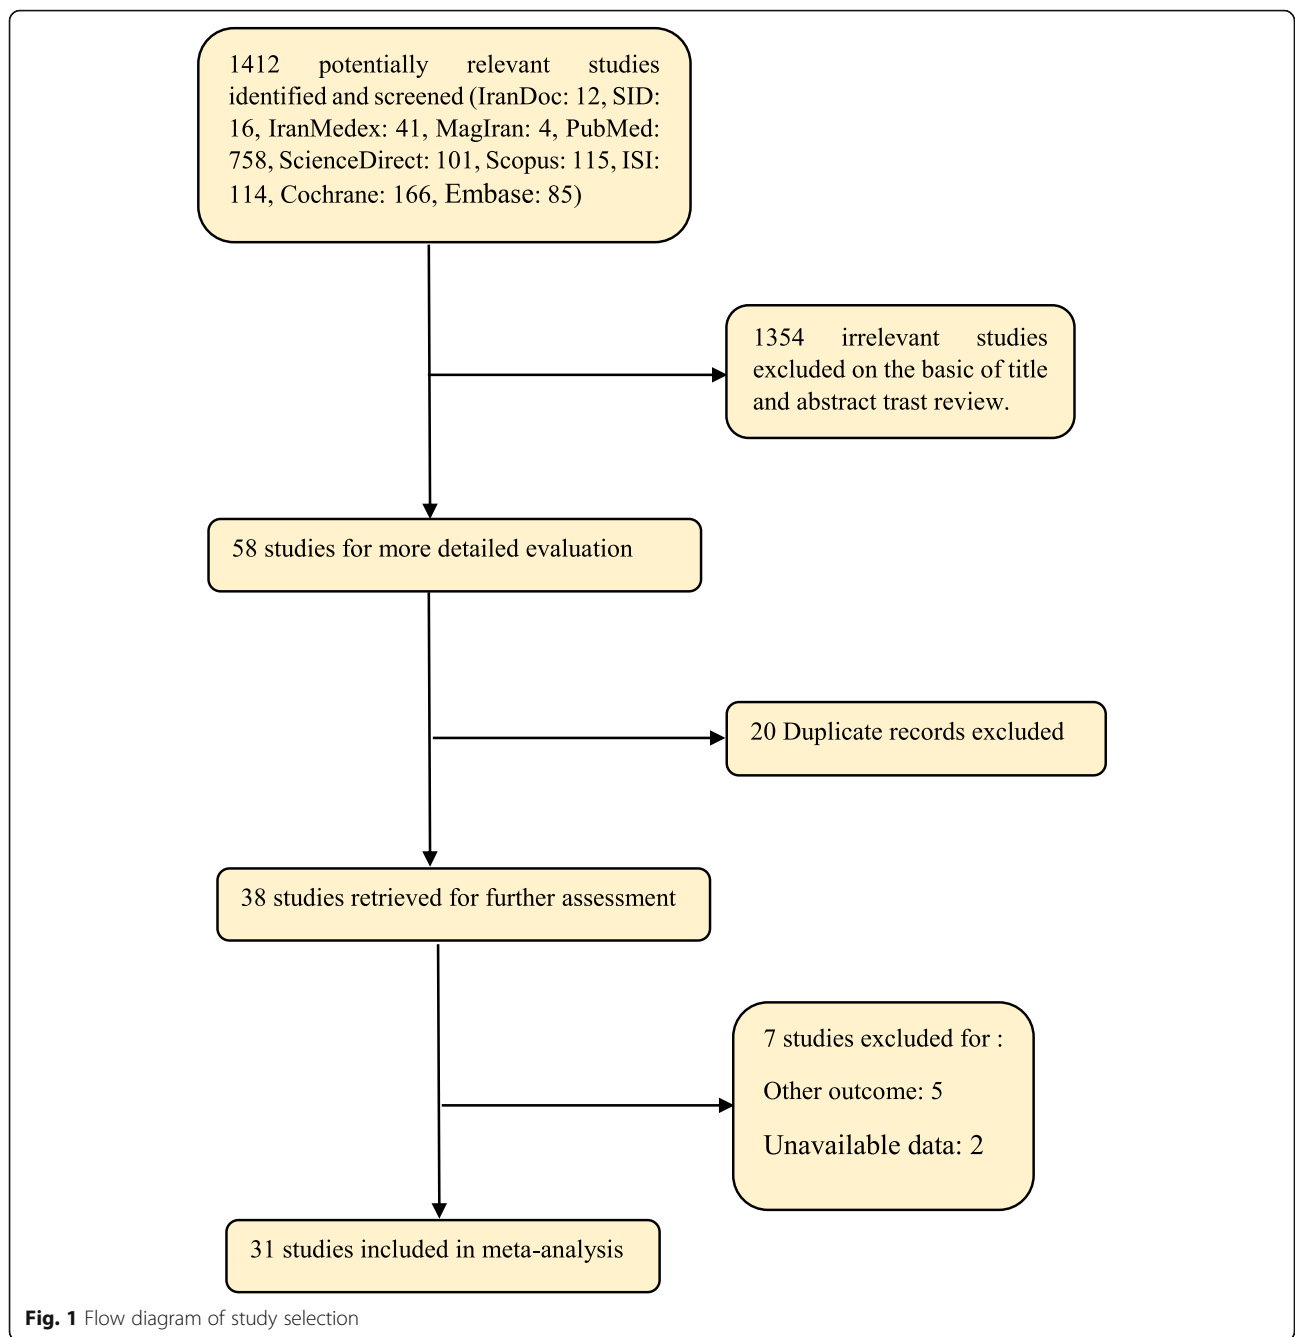 1412 potentially relevant studies
identified and screened (IranDoc: 12, SID:
16, IranMedex: 41, MagIran: 4, PubMed:
758, ScienceDirect: 101, Scopus: 115, ISI:
114, Cochrane: 166, Embase: 85)
1354 irrelevant studies
excluded on the basic of title
and abstract trast review.
58 studies for more detailed evaluation
20 Duplicate records excluded
38 studies retrieved for further assessment
7 studies excluded for :
Other outcome: 5
Unavailable data: 2
31 studies included in meta-analysis
Fig. 1 Flow diagram of study selection